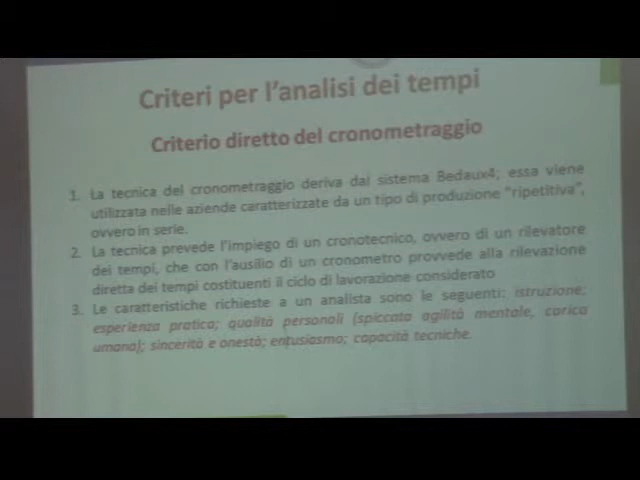 Criteri per l'analisi dei tempi
Criterio diretto del cronometraggio
1. La tecnica del cronometraggio deriva dal sistema Bedaux4; essa viene
utilizzata nelle aziende caratterizzate da un tipo di produzione "ripetitiva",
ovvero in serie.
2. La tecnica prevede l'impiego di un cronotecnico, ovvero di un rilevatore
dei tempi, che con l'ausilio di un cronometro provvede alla rilevazione
diretta dei tempi costituenti il ciclo di lavorazione considerato
3. Le caratteristiche richieste a un analista sono le seguenti: istruzione;
esperienza pratica; qualità personali (spiccata agilità mentale, carica
umana); sincerità e onestà; entusiasmo; capacità tecniche.